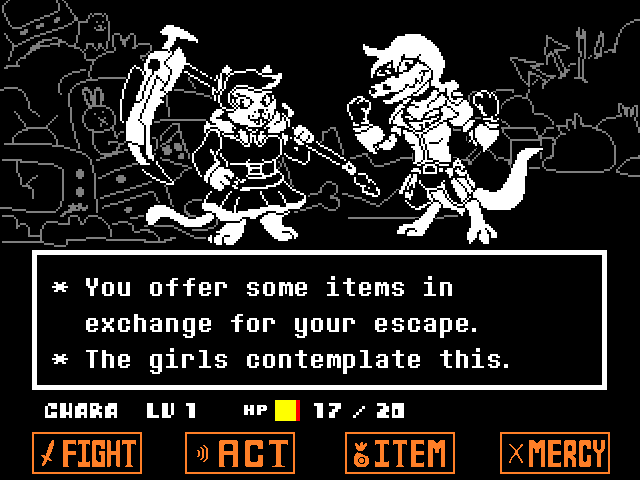 * You offer some items in
exchange for your escape.
* The girls contemplate this.
CHARA LV 1 HP 17 / 20
FIGHT ACT ITEM MERCY